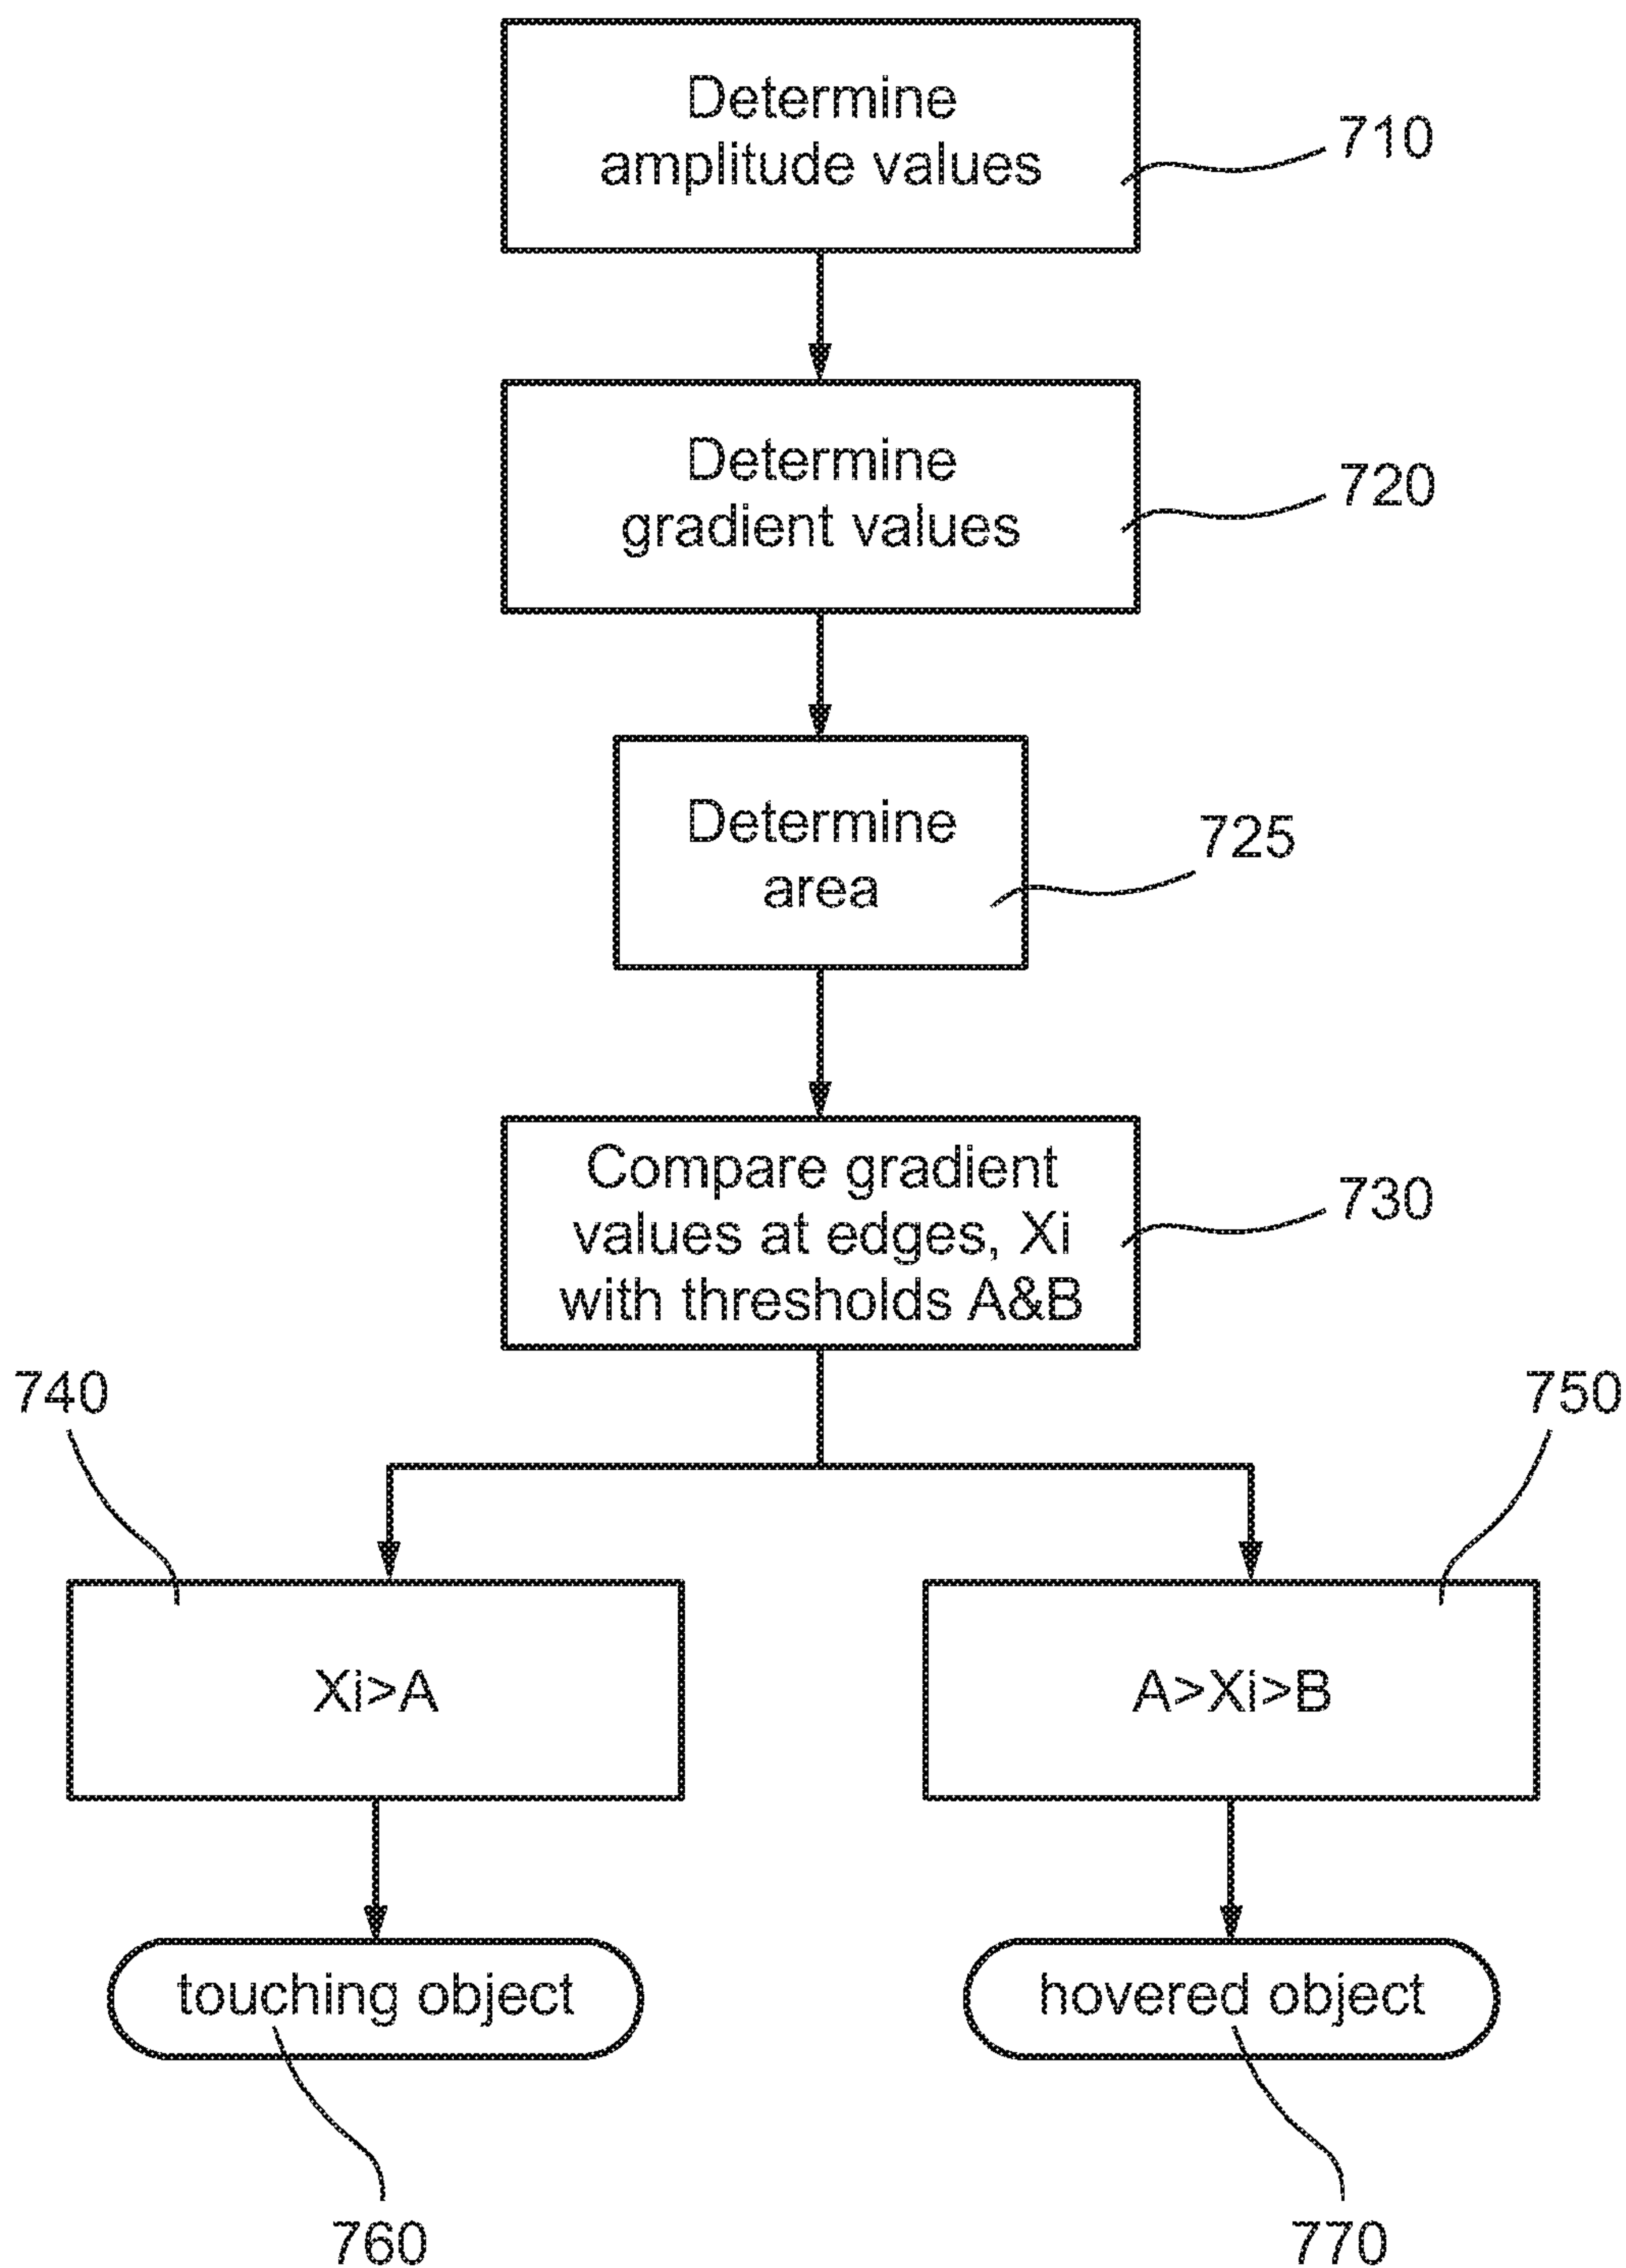 Determine
amplitude values
710
Determine
gradient values
720
Determine
area
725
Compare gradient
values at edges, Xi
with thresholds A&B
730
740
750
Xi>A
A>Xi>B
touching object
hovered object
760
770